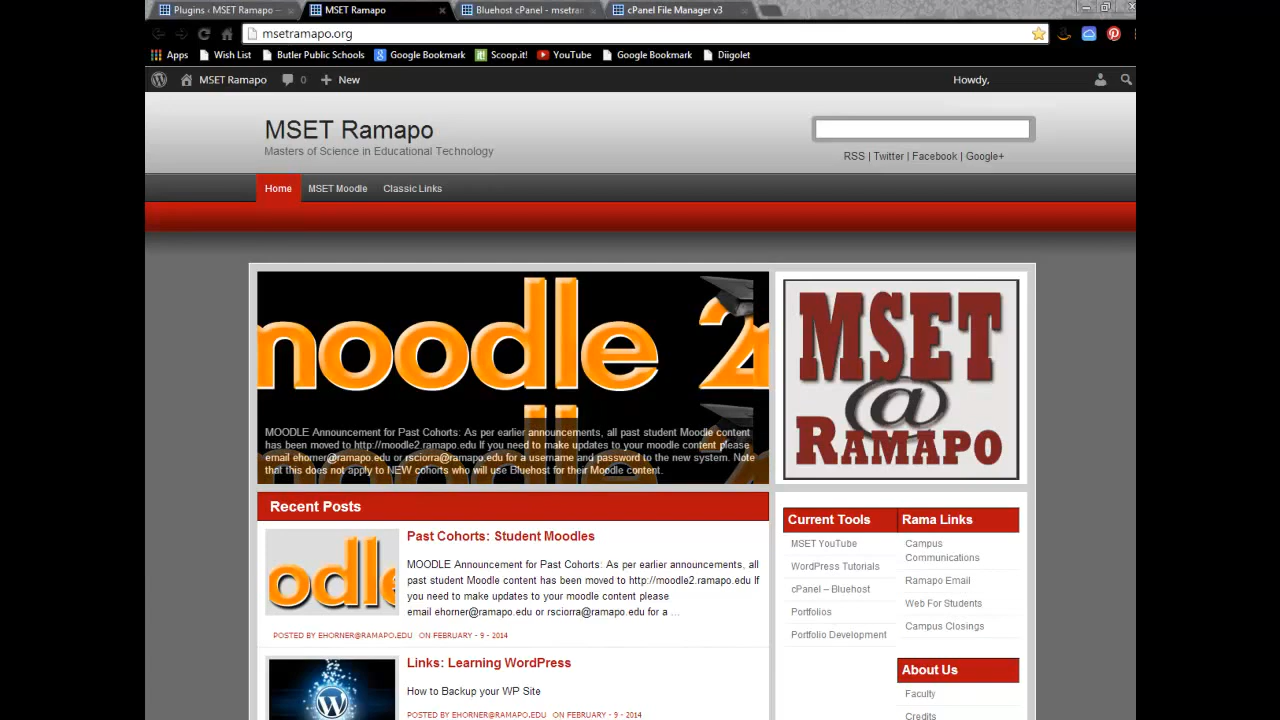 Plugins ‹ MSET Ramapo —
MSET Ramapo
Bluehost cPanel - msetran
cPanel File Manager v3
msetramapo.org
Apps
Wish List
Butler Public Schools
Google Bookmark
Scoop.it!
YouTube
Google Bookmark
Diigolet
MSET Ramapo
0
New
Howdy,
MSET Ramapo
Masters of Science in Educational Technology
RSS | Twitter | Facebook | Google+
Home
MSET Moodle
Classic Links
moodle 2
MOODLE Announcement for Past Cohorts: As per earlier announcements, all past student Moodle content
has been moved to http://moodle2.ramapo.edu If you need to make updates to your moodle content please
email ehorner@ramapo.edu or rsciorra@ramapo.edu for a username and password to the new system. Note
that this does not apply to NEW cohorts who will use Bluehost for their Moodle content.
MSET
@
RAMAPO
Recent Posts
odle
Past Cohorts: Student Moodles
MOODLE Announcement for Past Cohorts: As per earlier announcements, all
past student Moodle content has been moved to http://moodle2.ramapo.edu If
you need to make updates to your moodle content please
email ehorner@ramapo.edu or rsciorra@ramapo.edu for a ...
POSTED BY EHORNER@RAMAPO.EDU ON FEBRUARY - 9 - 2014
Links: Learning WordPress
How to Backup your WP Site
POSTED BY EHORNER@RAMAPO.EDU ON FEBRUARY - 9 - 2014
Current Tools
MSET YouTube
WordPress Tutorials
cPanel – Bluehost
Portfolios
Portfolio Development
Rama Links
Campus
Communications
Ramapo Email
Web For Students
Campus Closings
About Us
Faculty
Credits